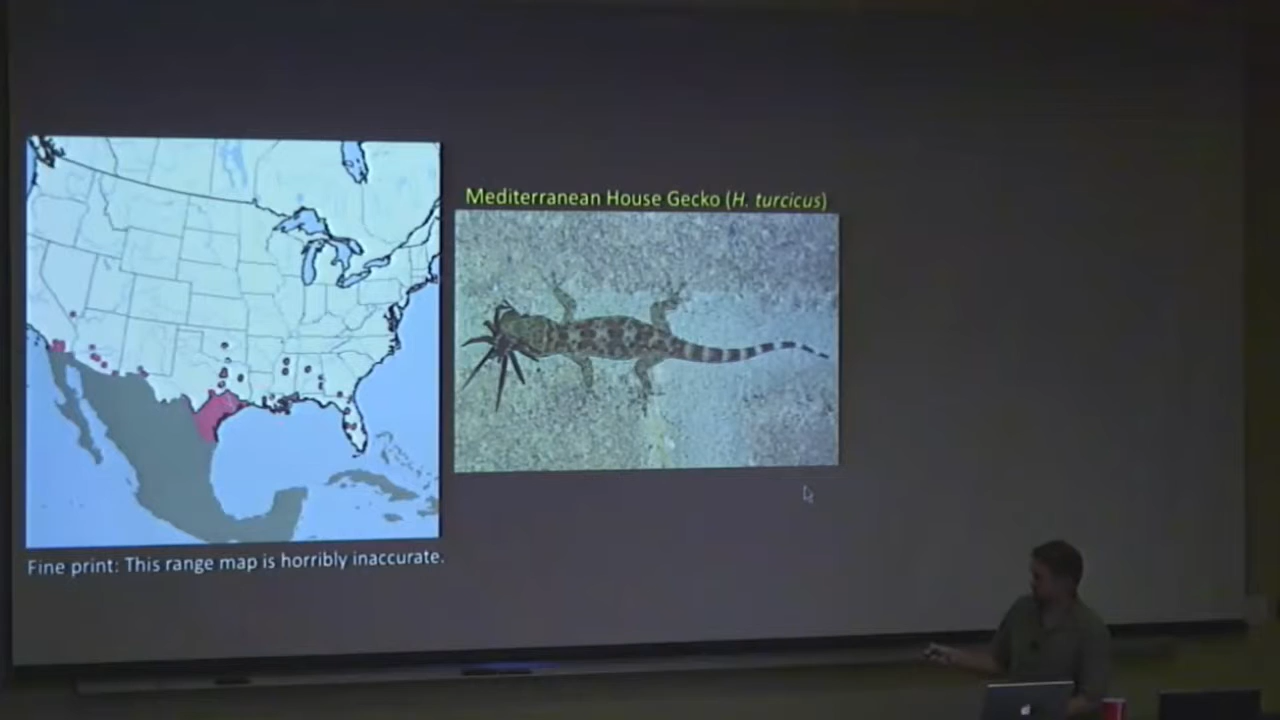 Mediterranean House Gecko (H. turcicus)
Fine print: This range map is horribly inaccurate.